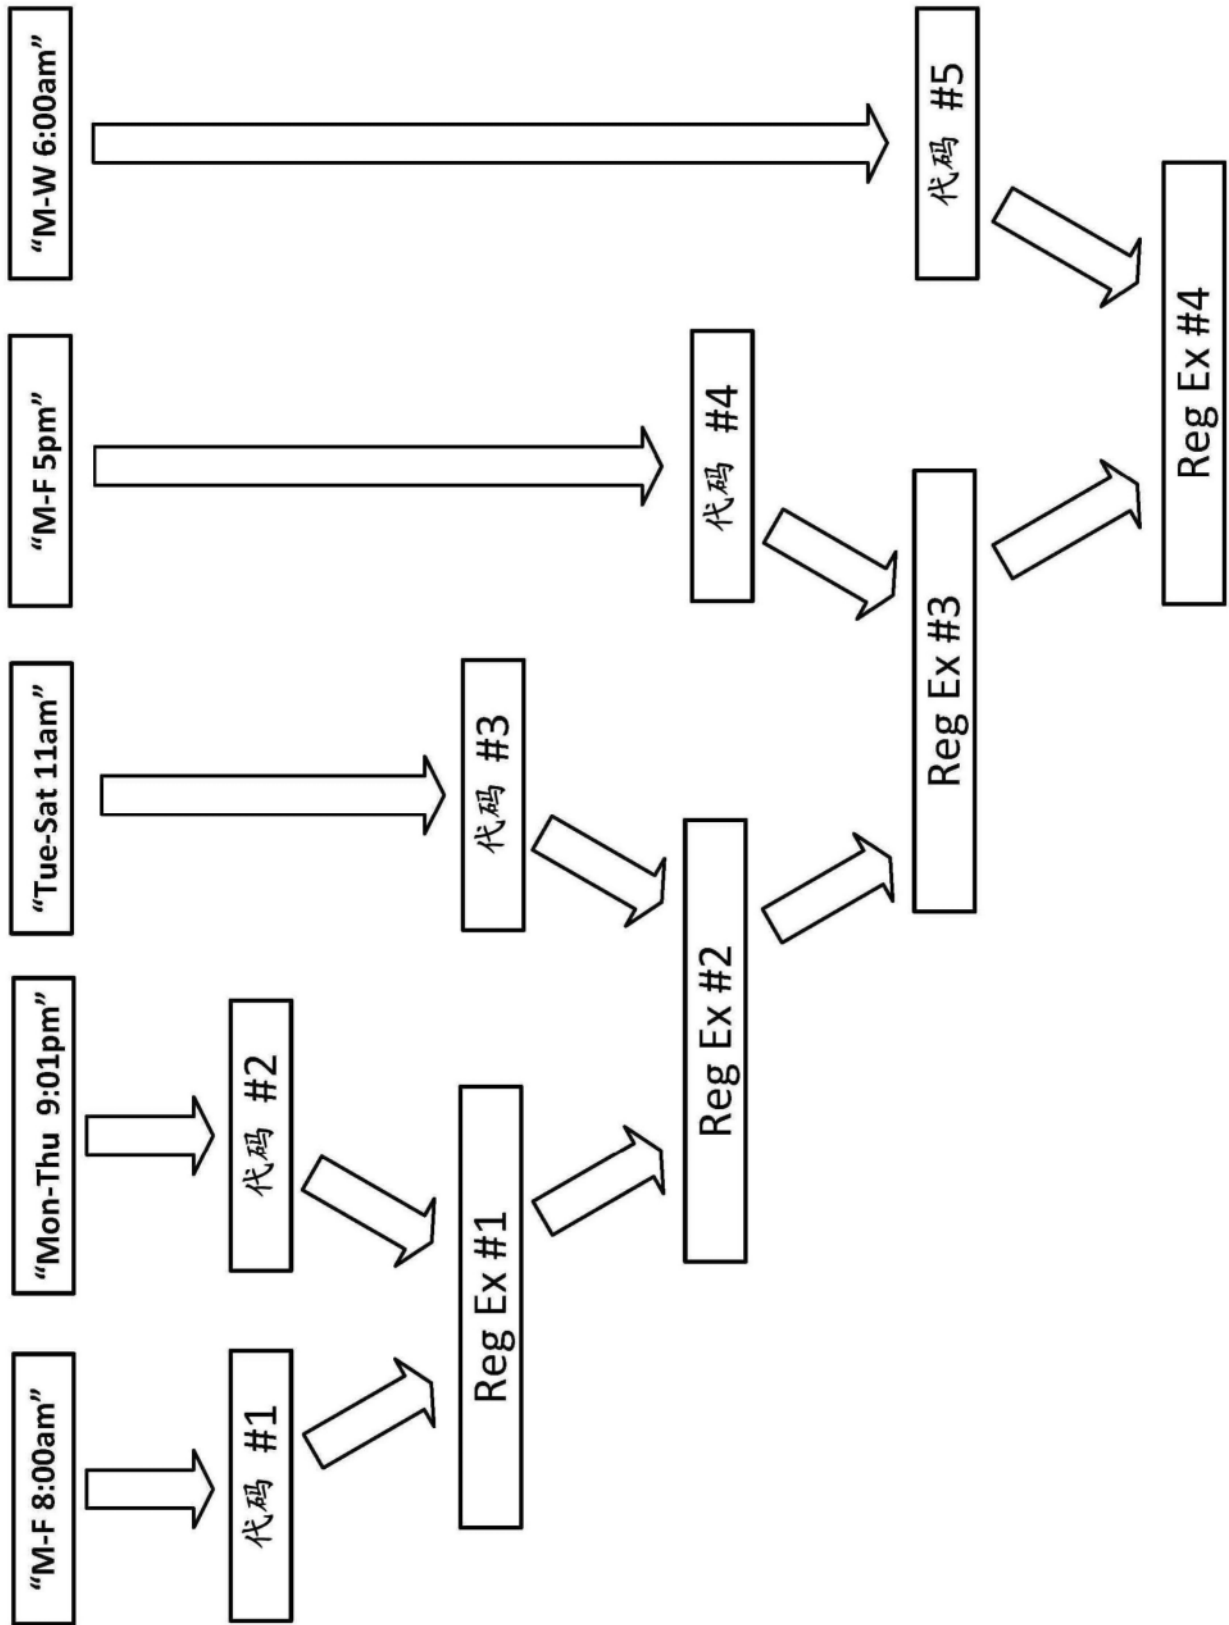 “M-F 8:00am”
“Mon-Thu 9:01pm”
“Tue-Sat 11am”
“M-F 5pm”
“M-W 6:00am”
代码 #1
代码 #2
Reg Ex #1
代码 #3
Reg Ex #2
代码 #4
Reg Ex #3
代码 #5
Reg Ex #4